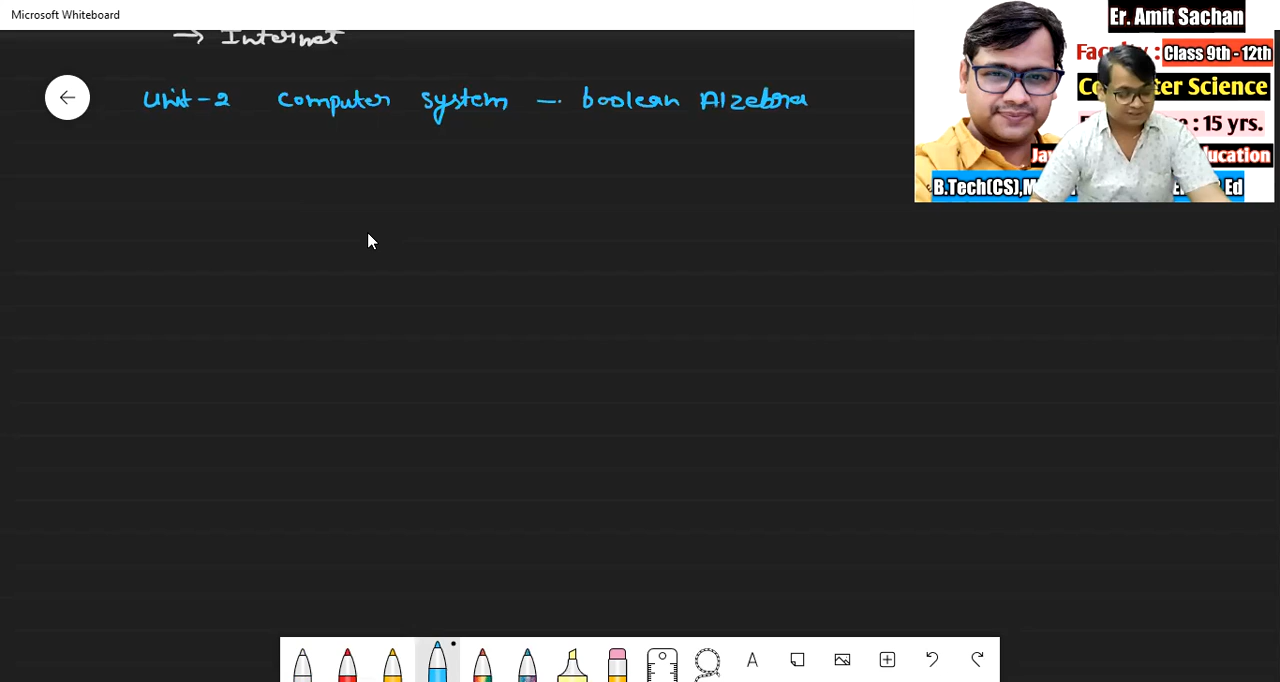 Microsoft Whiteboard
→ Internet
Unit-2 Computer System - boolean Alzebra
Er. Amit Sachan
Class 9th - 12th
Science
: 15 yrs.
B.Tech(CS)
Ed
A